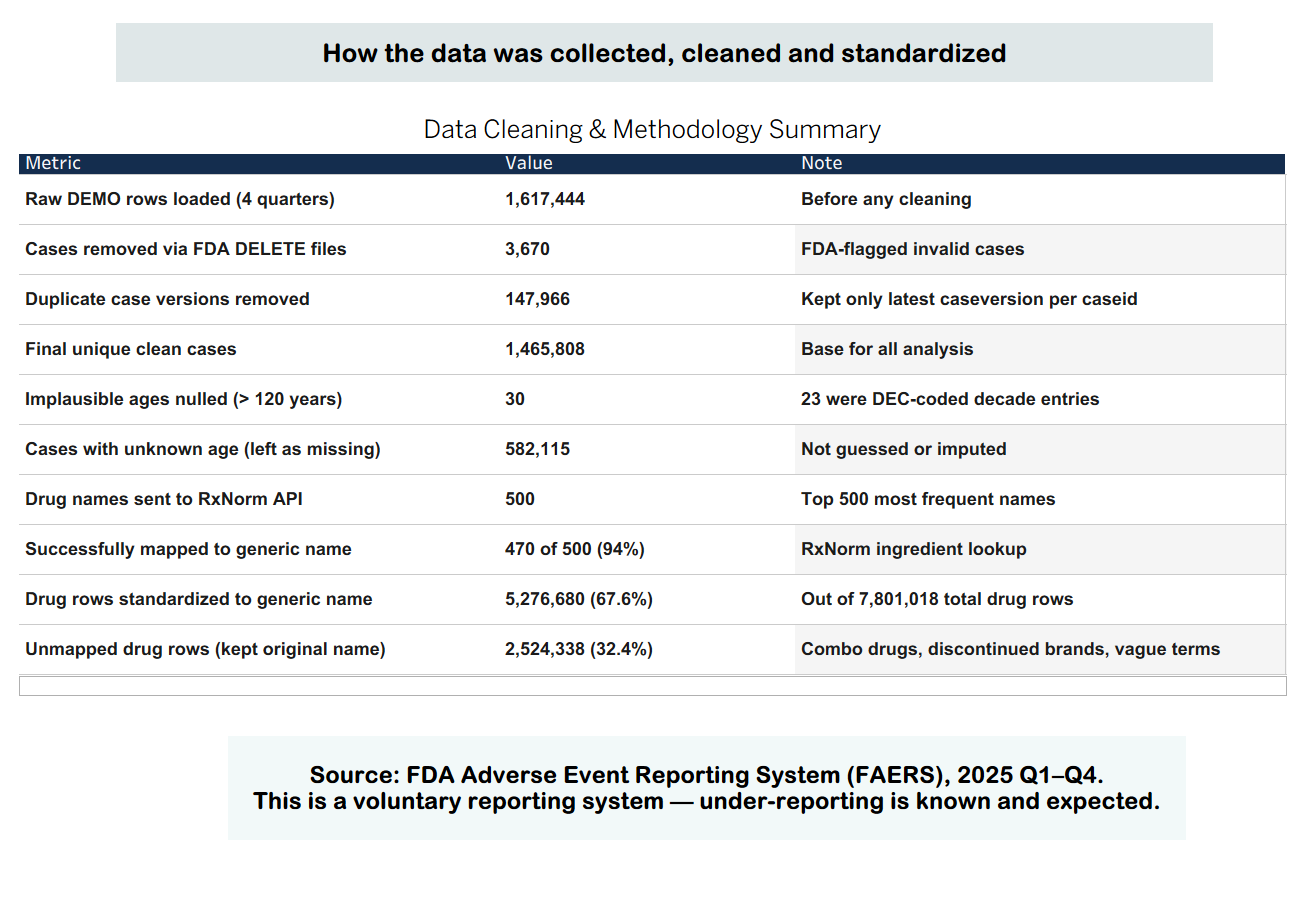 How the data was collected, cleaned and standardized
Data Cleaning & Methodology Summary
Metric Value Note
Raw DEMO rows loaded (4 quarters) 1,617,444 Before any cleaning
Cases removed via FDA DELETE files 3,670 FDA-flagged invalid cases
Duplicate case versions removed 147,966 Kept only latest caseversion per caseid
Final unique clean cases 1,465,808 Base for all analysis
Implausible ages nulled (> 120 years) 30 23 were DEC-coded decade entries
Cases with unknown age (left as missing) 582,115 Not guessed or imputed
Drug names sent to RxNorm API 500 Top 500 most frequent names
Successfully mapped to generic name 470 of 500 (94%) RxNorm ingredient lookup
Drug rows standardized to generic name 5,276,680 (67.6%) Out of 7,801,018 total drug rows
Unmapped drug rows (kept original name) 2,524,338 (32.4%) Combo drugs, discontinued brands, vague terms
Source: FDA Adverse Event Reporting System (FAERS), 2025 Q1–Q4.
This is a voluntary reporting system — under-reporting is known and expected.